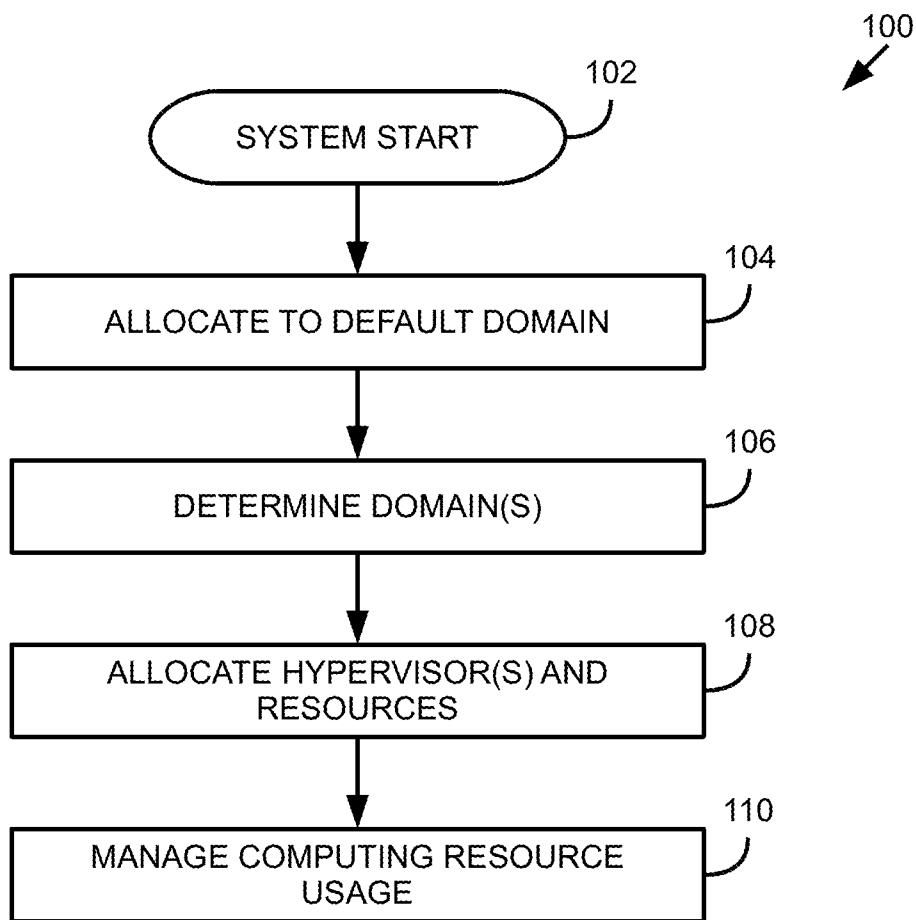 100
102
SYSTEM START
104
ALLOCATE TO DEFAULT DOMAIN
106
DETERMINE DOMAIN(S)
108
ALLOCATE HYPERVISOR(S) AND
RESOURCES
110
MANAGE COMPUTING RESOURCE
USAGE